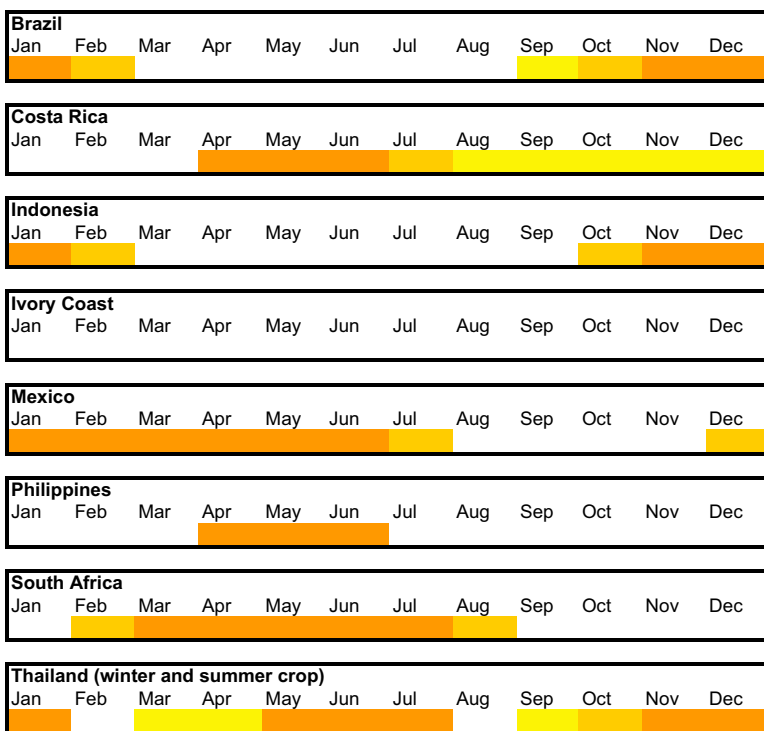 Brazil
Jan Feb Mar Apr May Jun Jul Aug Sep Oct Nov Dec
Costa Rica
Jan Feb Mar Apr May Jun Jul Aug Sep Oct Nov Dec
Indonesia
Jan Feb Mar Apr May Jun Jul Aug Sep Oct Nov Dec
Ivory Coast
Jan Feb Mar Apr May Jun Jul Aug Sep Oct Nov Dec
Mexico
Jan Feb Mar Apr May Jun Jul Aug Sep Oct Nov Dec
Philippines
Jan Feb Mar Apr May Jun Jul Aug Sep Oct Nov Dec
South Africa
Jan Feb Mar Apr May Jun Jul Aug Sep Oct Nov Dec
Thailand (winter and summer crop)
Jan Feb Mar Apr May Jun Jul Aug Sep Oct Nov Dec